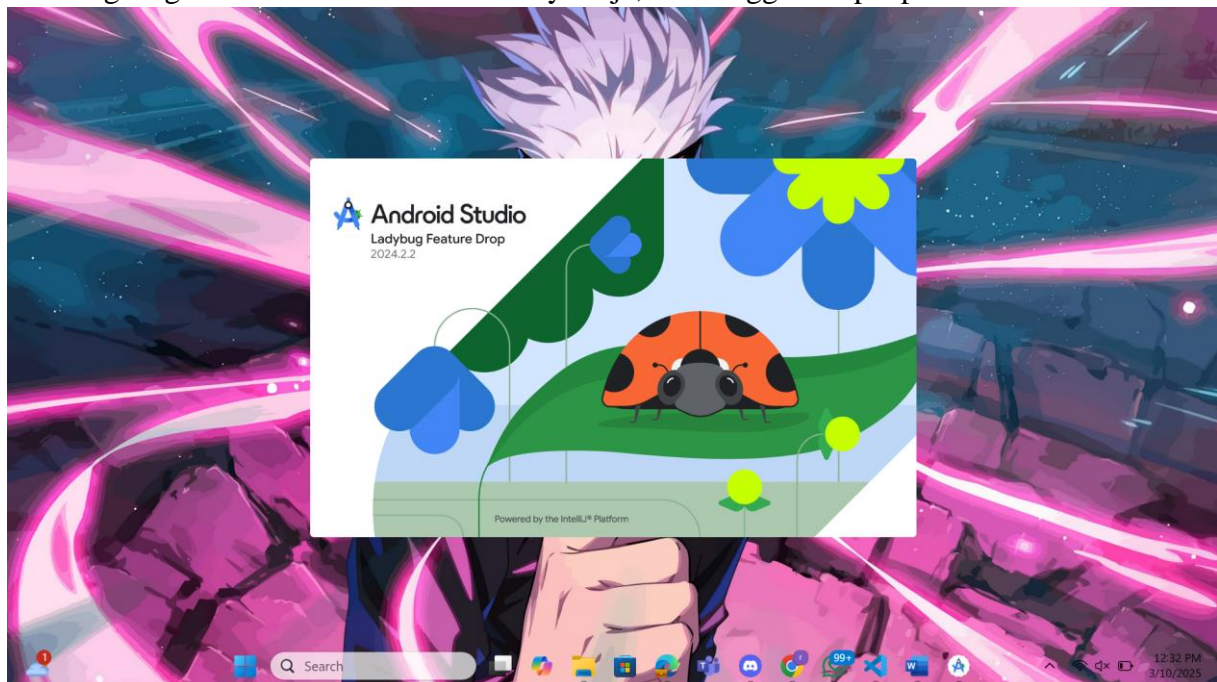 Android Studio
Ladybug Feature Drop
2024.2.2
Powered by the IntelliJ® Platform
1
Search
99+
12:32 PM
3/10/2025